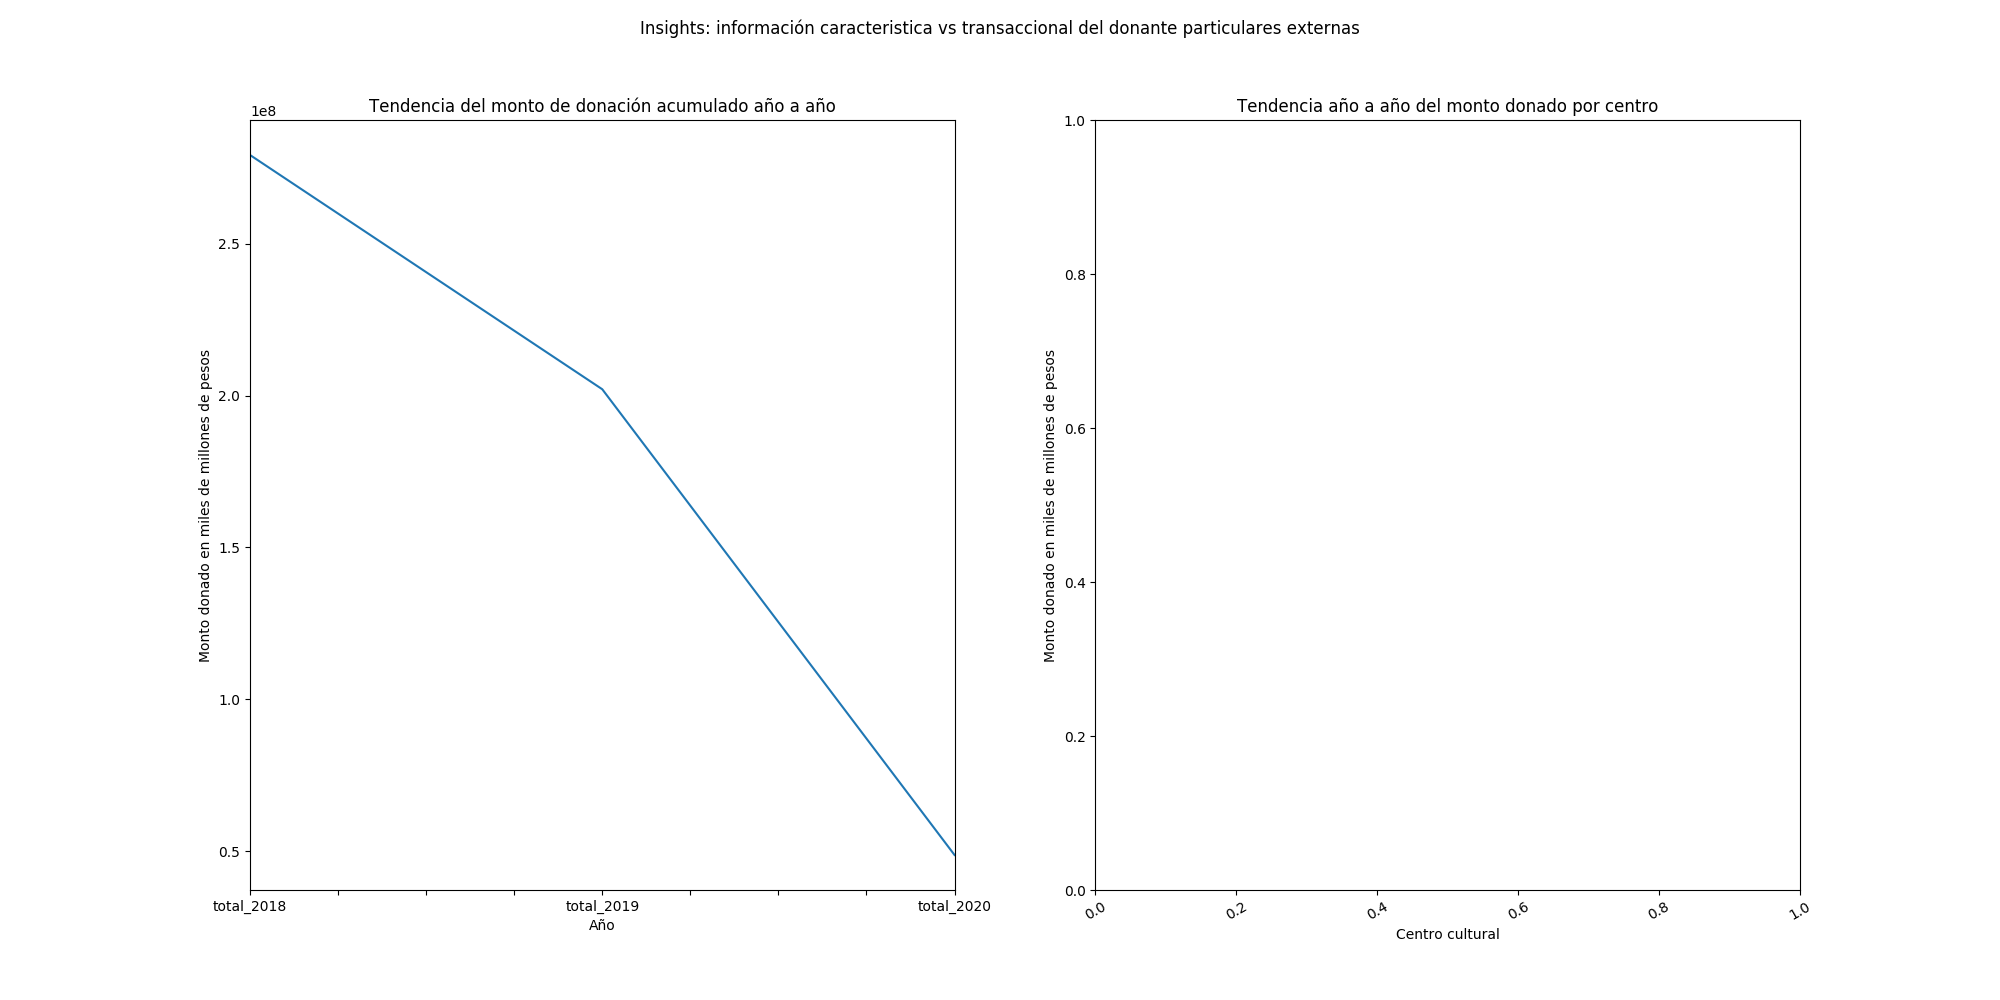 Insights: información caracteristica vs transaccional del donante particulares externas
Tendencia del monto de donación acumulado año a año
1e8
Monto donado en miles de millones de pesos
2.5
2.0
1.5
1.0
0.5
total_2018
total_2019
total_2020
Año
Tendencia año a año del monto donado por centro
Monto donado en miles de millones de pesos
1.0
0.8
0.6
0.4
0.2
0.0
0.0
0.2
0.4
0.6
0.8
1.0
Centro cultural